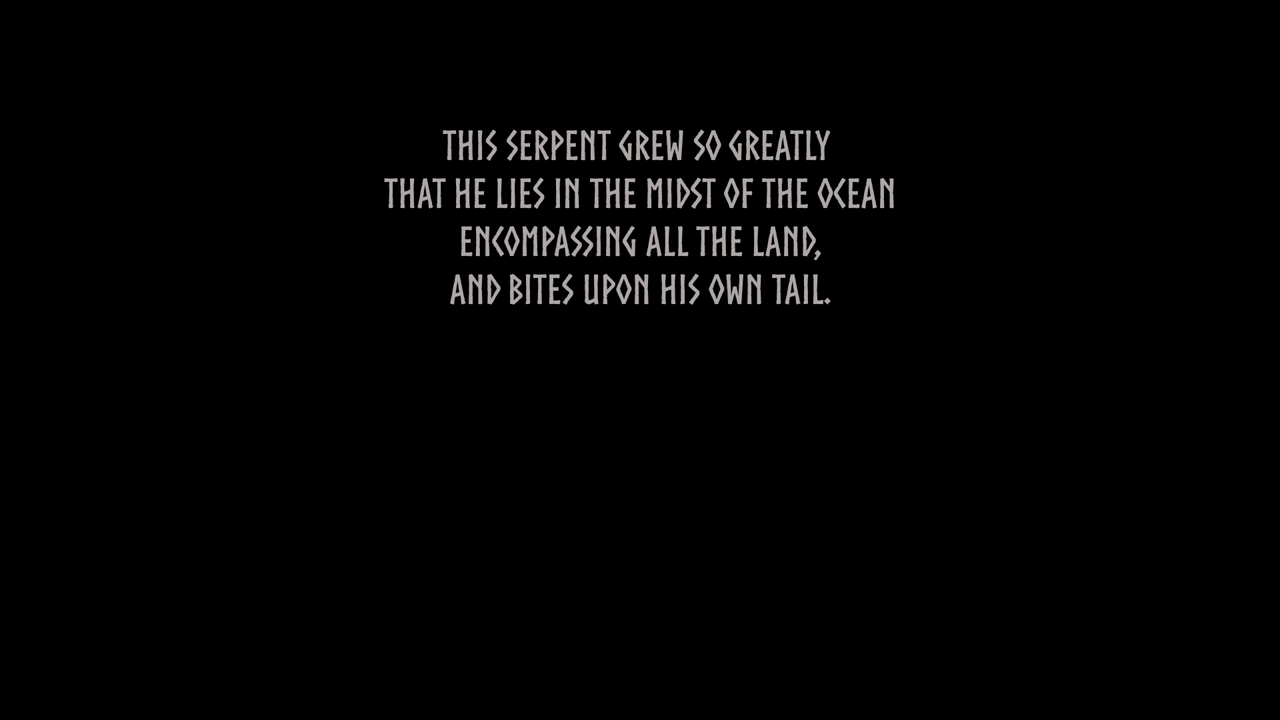 THIS SERPENT GREW SO GREATLY
THAT HE LIES IN THE MIDST OF THE OCEAN
ENCOMPASSING ALL THE LAND,
AND BITES UPON HIS OWN TAIL.